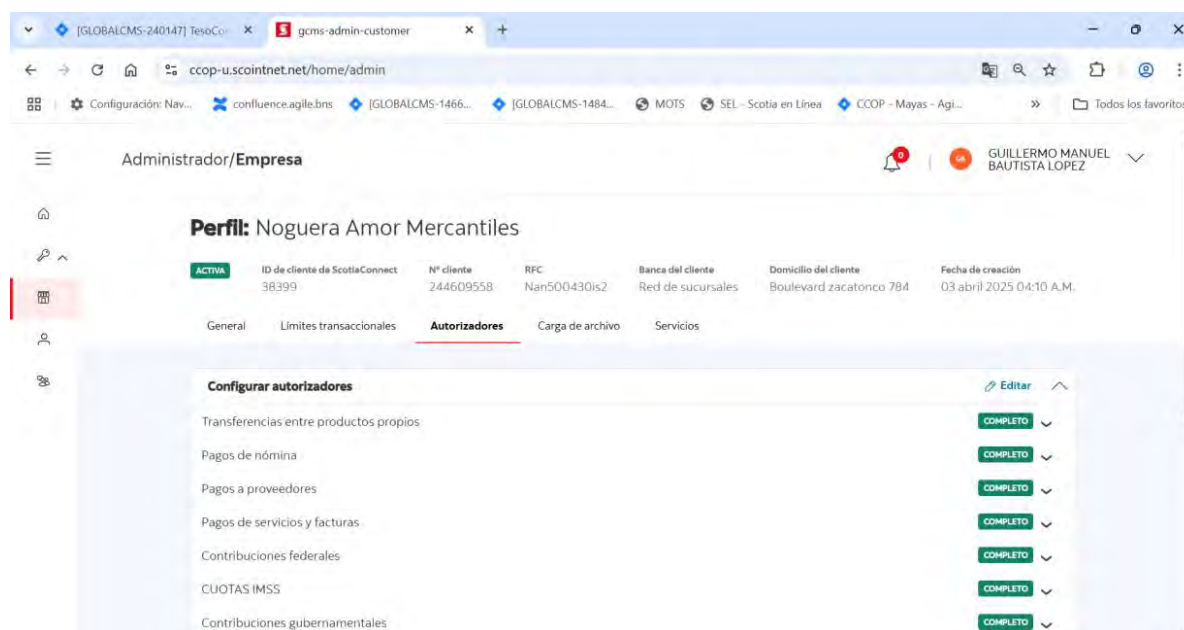 [GLOBALCMS-240147] TesoCo
gcms-admin-customer
ccop-u.scointnet.net/home/admin
Configuración: Nav...
confluence.agile.bns
[GLOBALCMS-1466...
[GLOBALCMS-1484...
MOTS
SEL - Scotia en Línea
CCOP - Mayas - Agi...
»
Todos los favoritos
Administrador/Empresa
0
GB
GUILLERMO MANUEL
BAUTISTA LOPEZ
Perfil: Noguera Amor Mercantiles
ACTIVA
ID de cliente de ScotiaConnect
Nº cliente
RFC
Banca del cliente
Domicilio del cliente
Fecha de creación
38399
244609558
Nan500430is2
Red de sucursales
Boulevard zacatonco 784
03 abril 2025 04:10 A.M.
General
Límites transaccionales
Autorizadores
Carga de archivo
Servicios
Configurar autorizadores
Editar
Transferencias entre productos propios
COMPLETO
Pagos de nómina
COMPLETO
Pagos a proveedores
COMPLETO
Pagos de servicios y facturas
COMPLETO
Contribuciones federales
COMPLETO
CUOTAS IMSS
COMPLETO
Contribuciones gubernamentales
COMPLETO